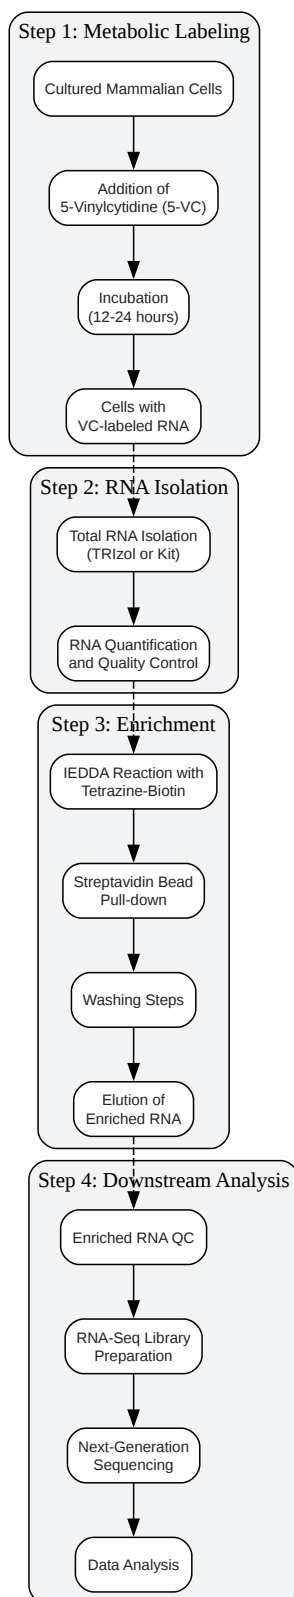 Step 1: Metabolic Labeling
Cultured Mammalian Cells
Addition of
5-Vinylcytidine (5-VC)
Incubation
(12-24 hours)
Cells with
VC-labeled RNA
Step 2: RNA Isolation
Total RNA Isolation
(TRIzol or Kit)
RNA Quantification
and Quality Control
Step 3: Enrichment
IEDDA Reaction with
Tetrazine-Biotin
Streptavidin Bead
Pull-down
Washing Steps
Elution of
Enriched RNA
Step 4: Downstream Analysis
Enriched RNA QC
RNA-Seq Library
Preparation
Next-Generation
Sequencing
Data Analysis